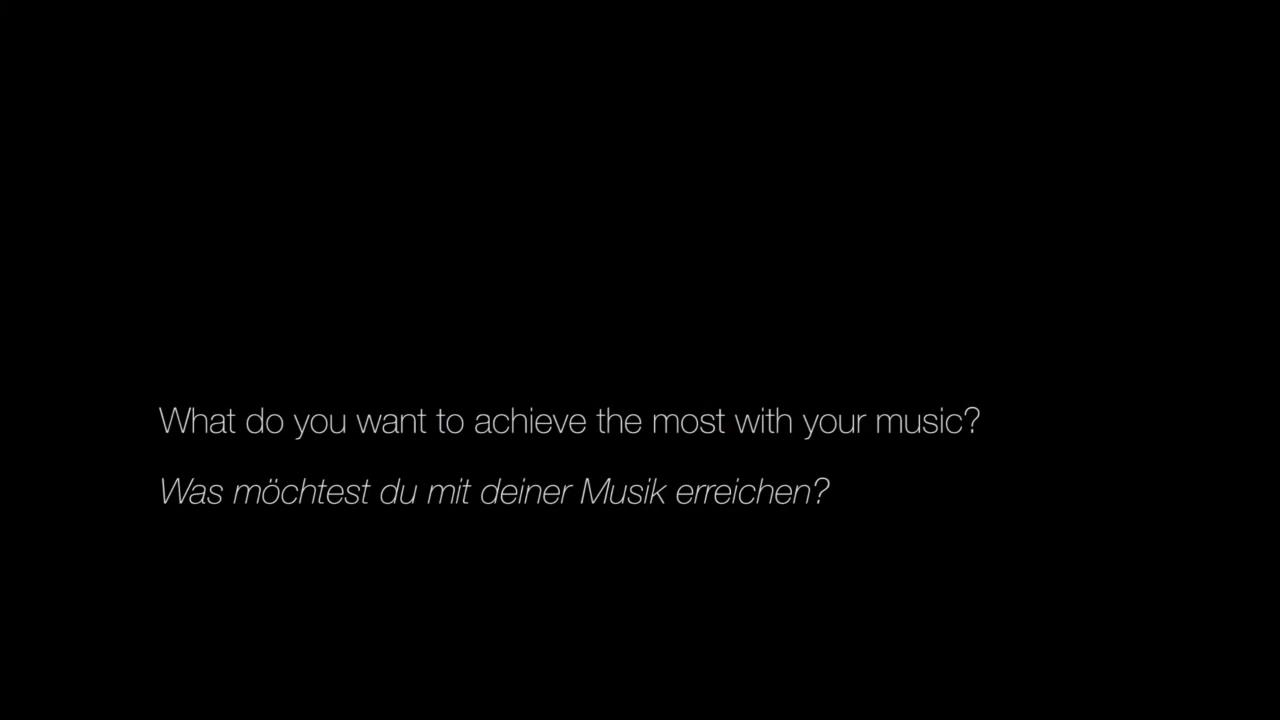 What do you want to achieve the most with your music?
Was möchtest du mit deiner Musik erreichen?